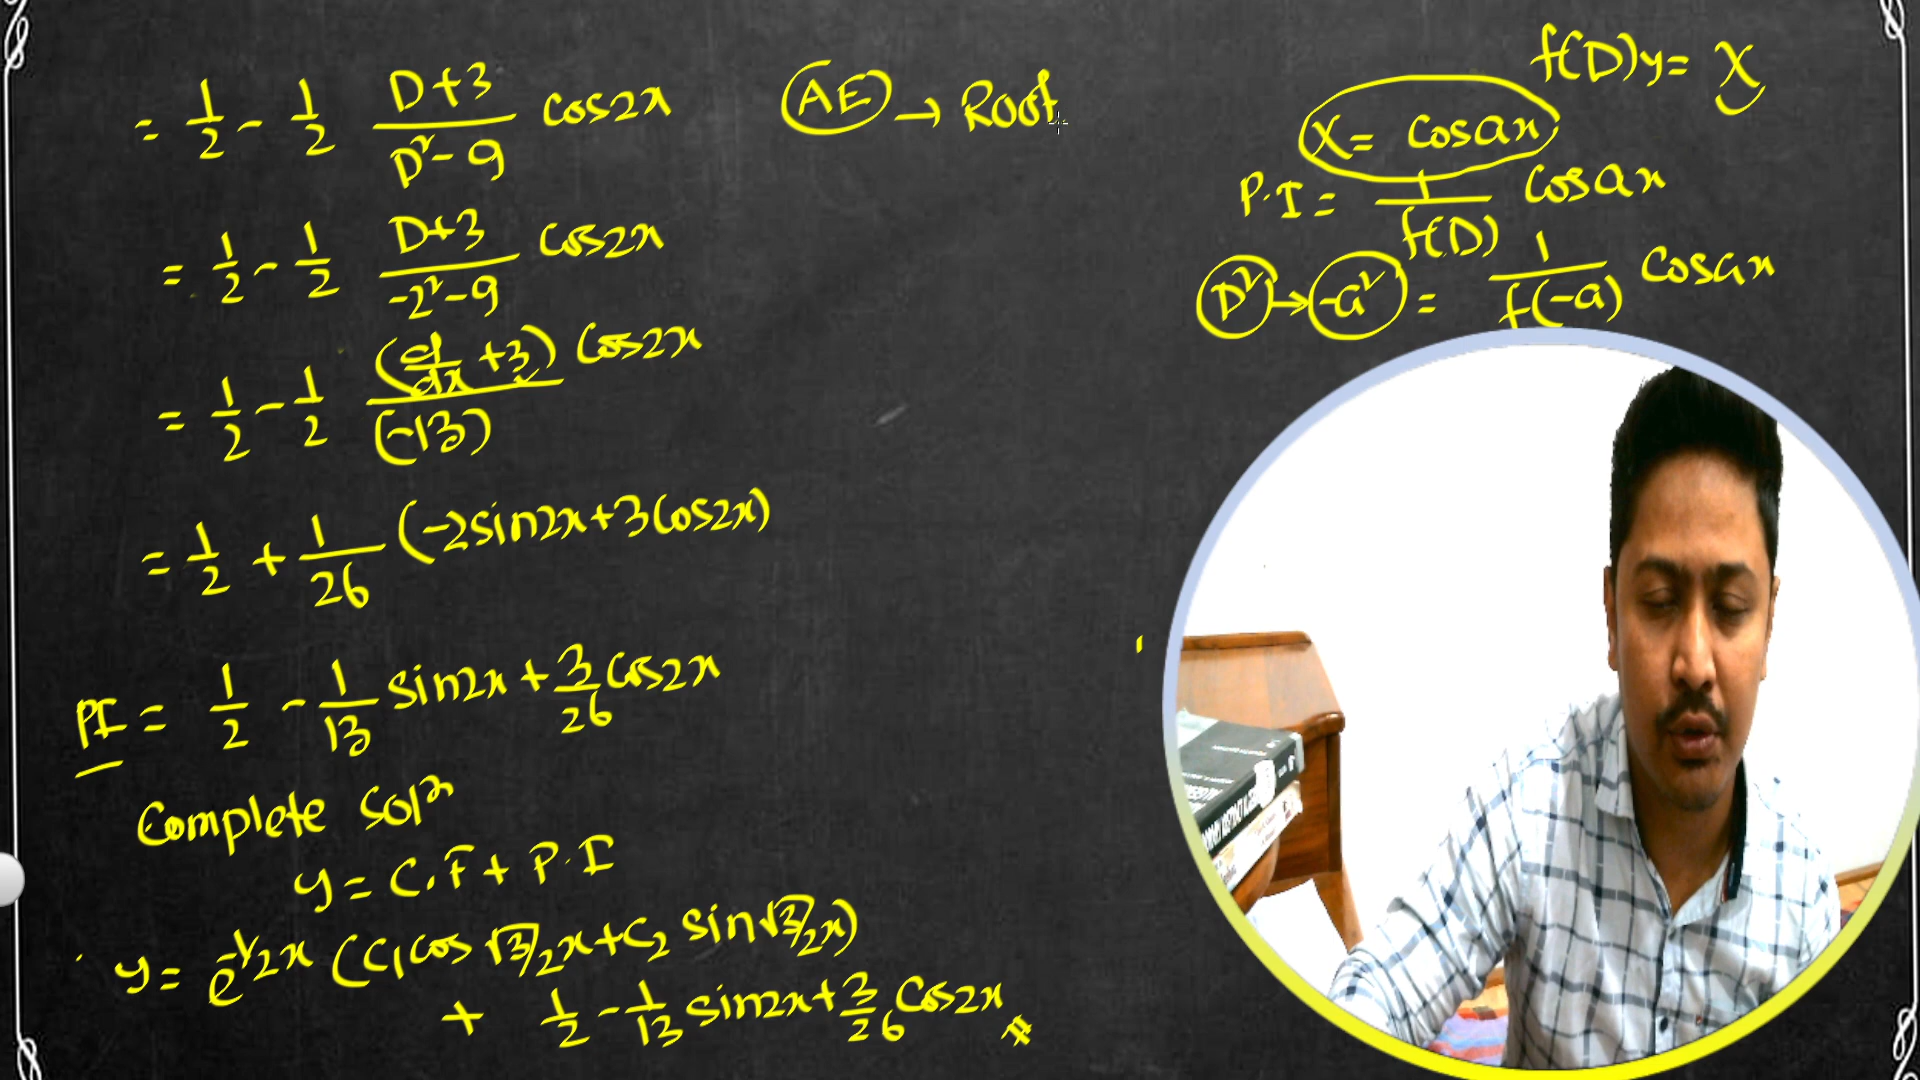 = 1/2 - 1/2 (D+3)/(D²-9) cos2x
= 1/2 - 1/2 (D+3)/(-2²-9) cos2x
= 1/2 - 1/2 (d/dx +3) cos2x / (-13)
= 1/2 + 1/26 (-2sin2x+3cos2x)
PI = 1/2 - 1/13 sin2x + 3/26 cos2x
Complete solⁿ
y = C.F + P.I
y = e^-1/2x (C1cos √3/2x+C2 sin√3/2x)
+ 1/2 - 1/13 sin2x+3/26 cos2x
AE → Root
f(D)y= X
X = cosax
P.I = 1/f(D) cosax
D² → -a² = 1/f(-a) cosax